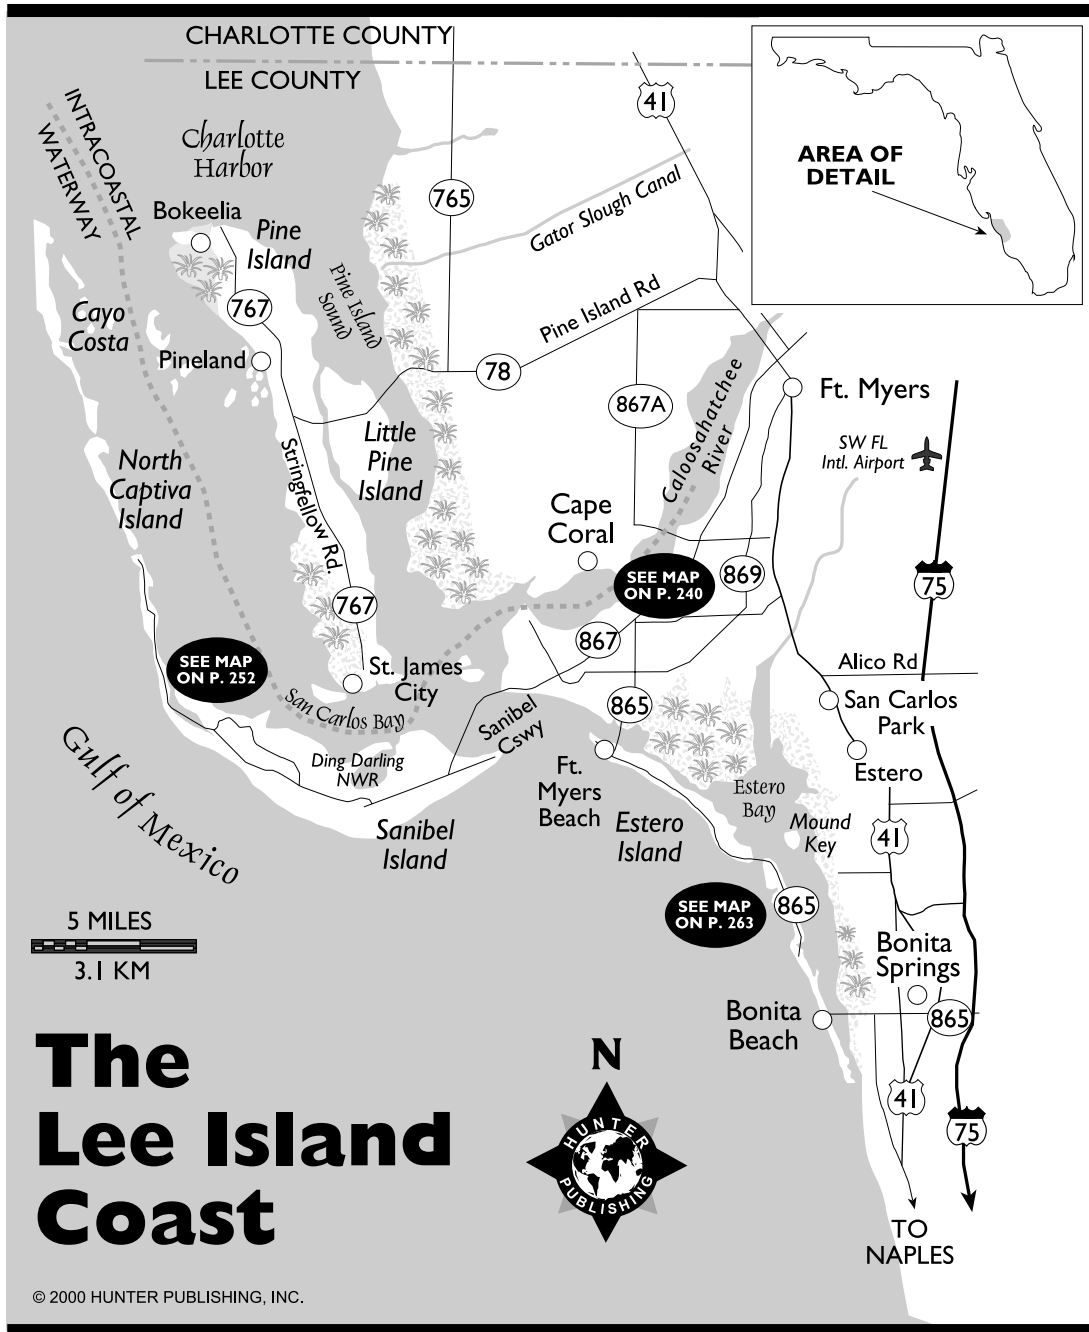 CHARLOTTE COUNTY
LEE COUNTY
41
INTRACOASTAL
WATERWAY
Charlotte
Harbor
AREA OF
DETAIL
765
Gator Slough Canal
Bokeelia
Pine
Island
Pine Island
Sound
767
Cayo
Costa
Pine Island Rd
Pineland
78
867A
Caloosahatchee
River
Ft. Myers
Little
Pine
Island
Stringfellow Rd.
SW FL
Intl. Airport
North
Captiva
Island
Cape
Coral
SEE MAP
ON P. 240
869
75
767
867
SEE MAP
ON P. 252
St. James
City
Alico Rd
San Carlos Bay
865
San Carlos
Park
Sanibel
Cswy
Gulf of Mexico
Ding Darling
NWR
Ft.
Myers
Beach
Estero
Estero
Bay
Sanibel
Island
Estero
Island
Mound
Key
41
5 MILES
3.1 KM
SEE MAP
ON P. 263
865
Bonita
Springs
Bonita
Beach
865
The
Lee Island
Coast
N
HUNTER
PUBLISHING
41
75
TO
NAPLES
© 2000 HUNTER PUBLISHING, INC.